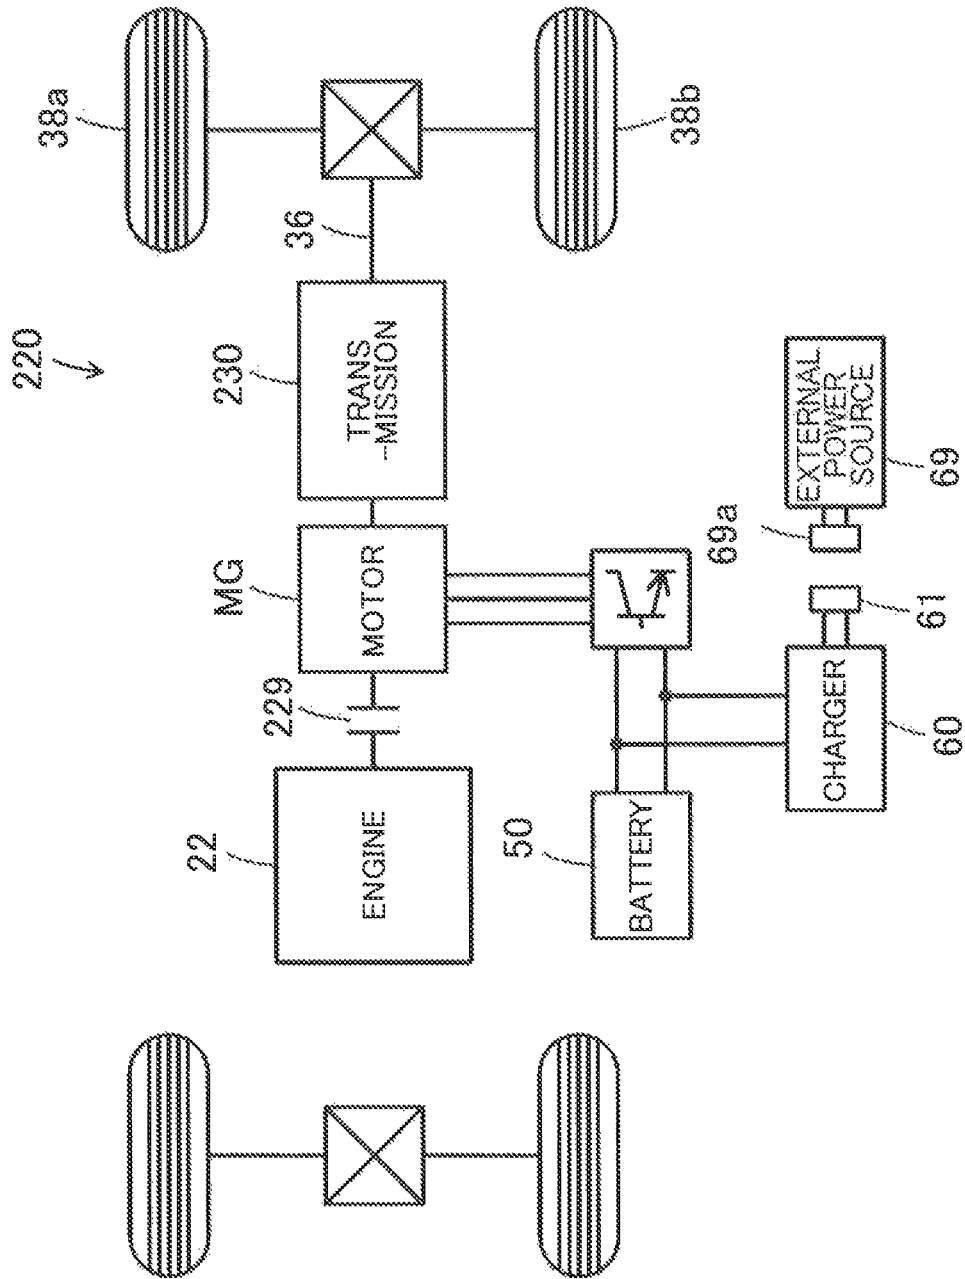 220
22
229
MG
230
36
38a
ENGINE
MOTOR
TRANS
-MISSION
50
BATTERY
38b
69a
CHARGER
EXTERNAL
POWER
SOURCE
60
61
69